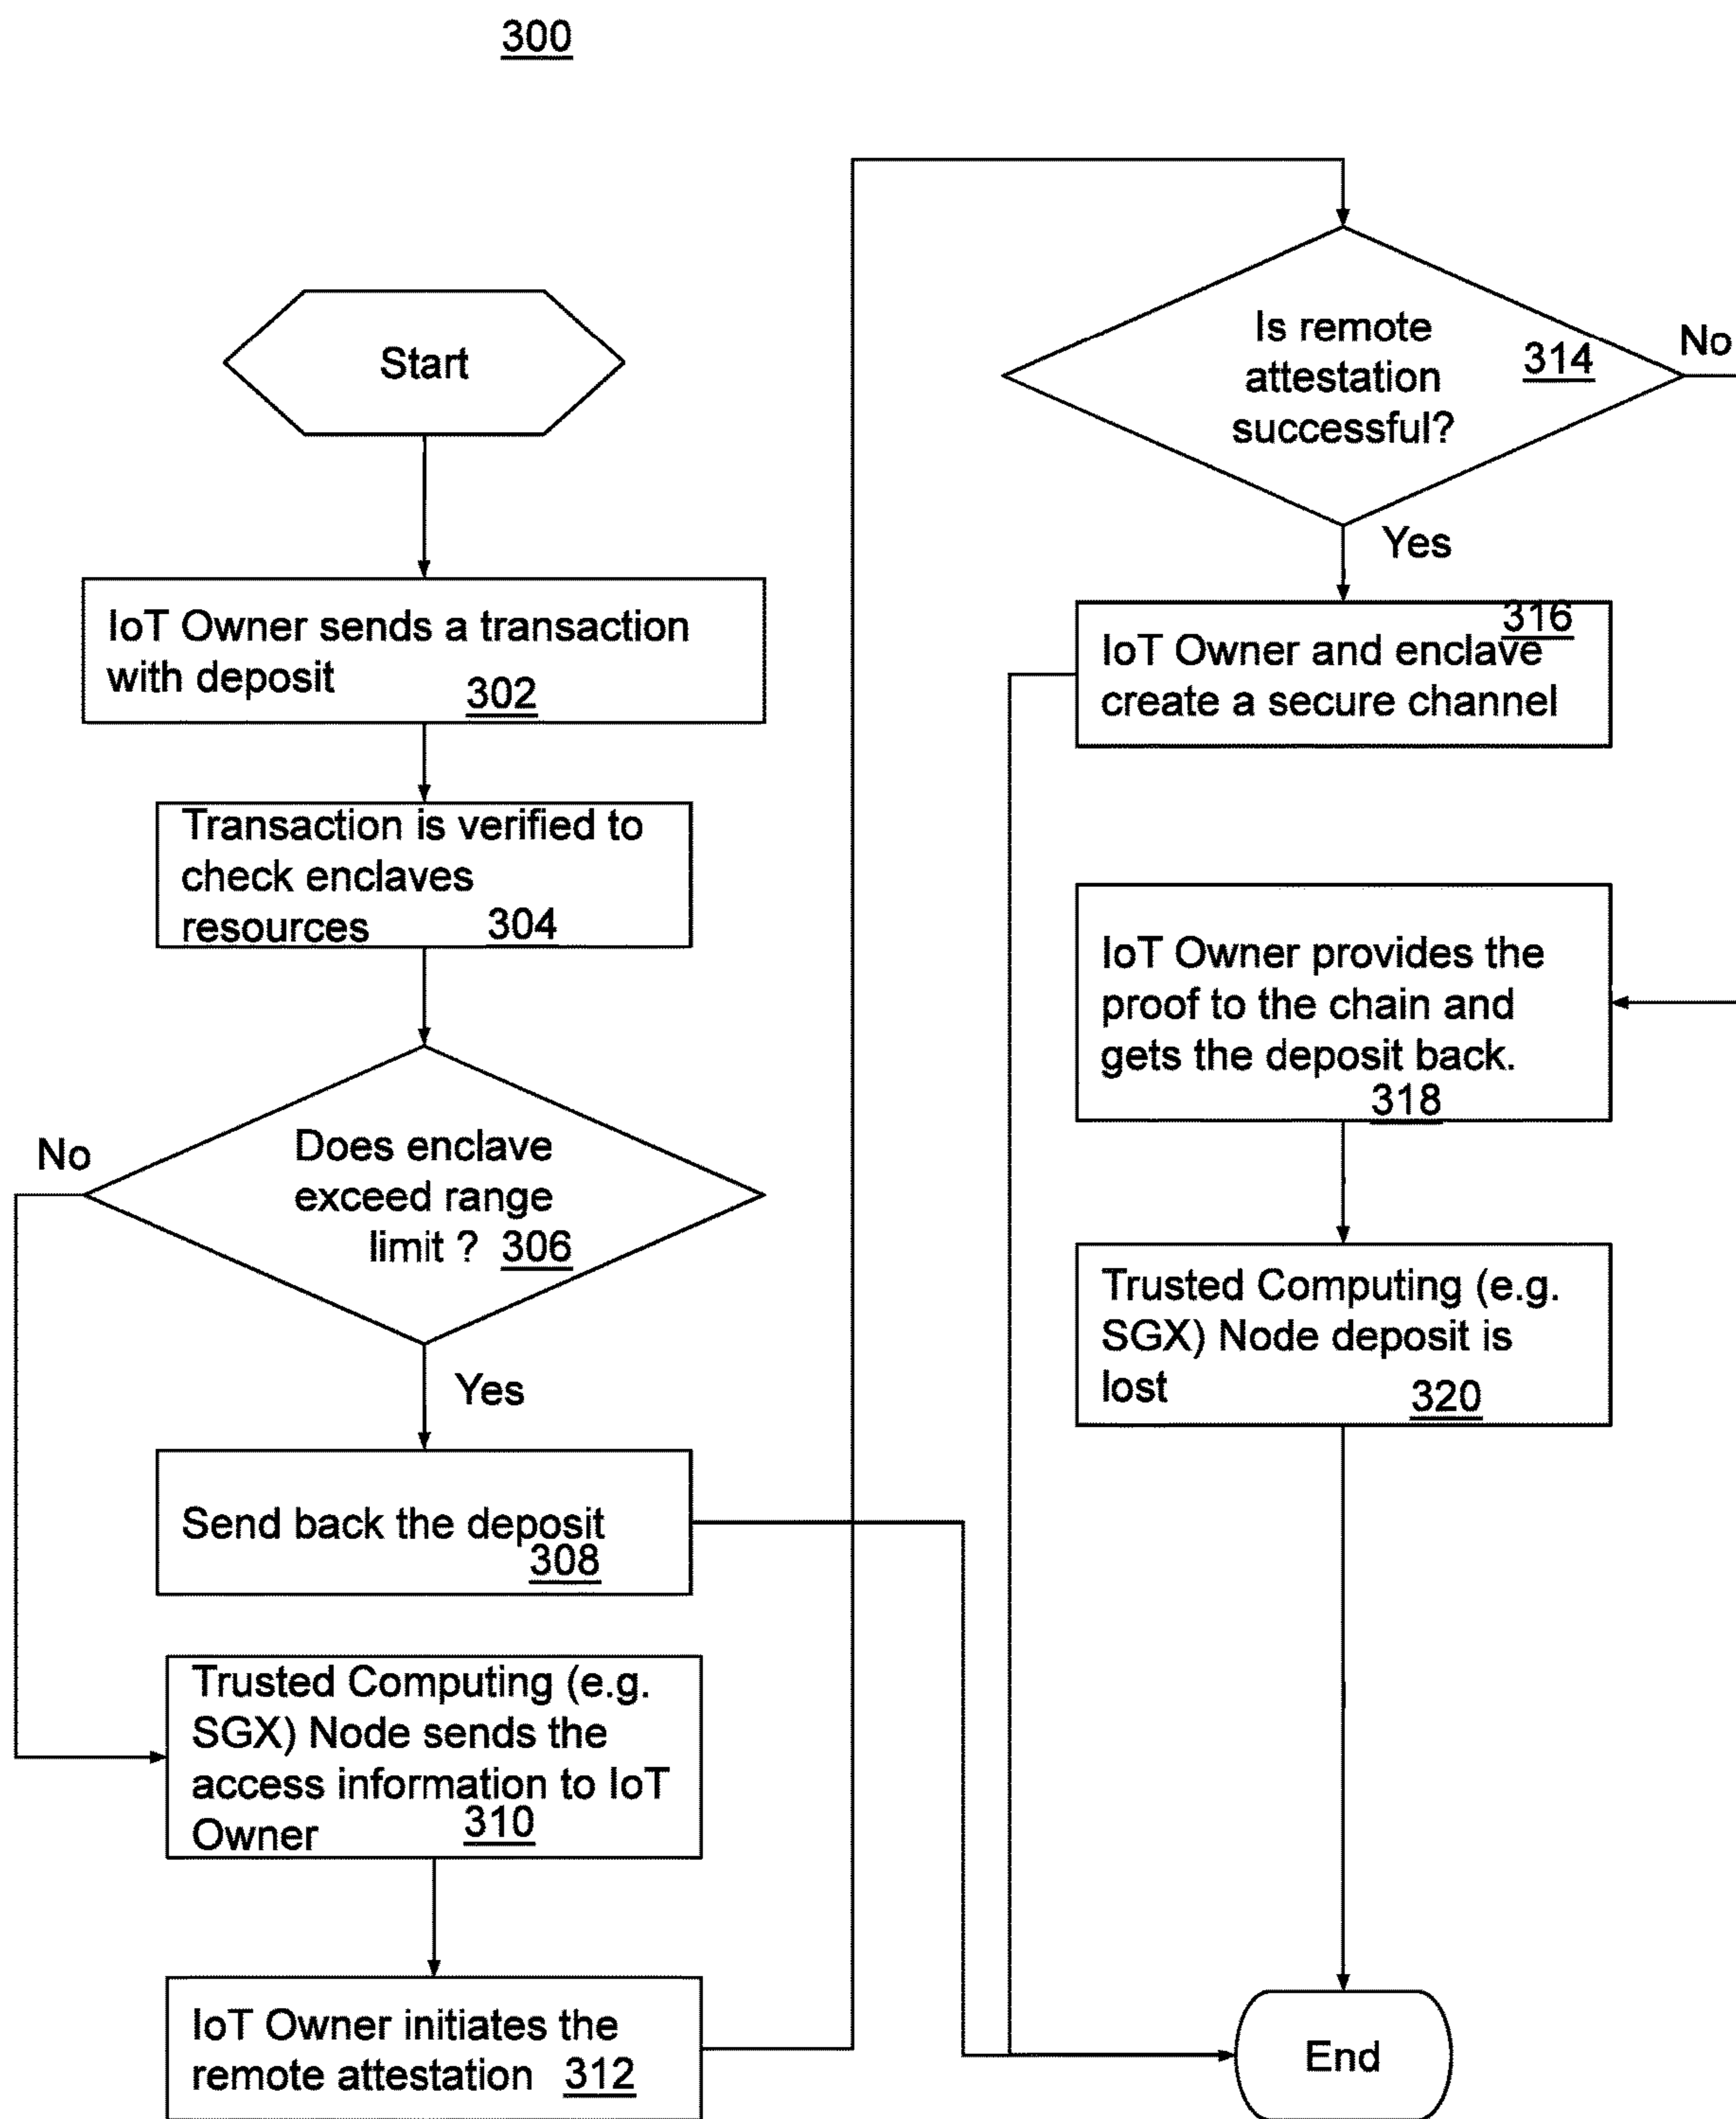 300
Start
IoT Owner sends a transaction
with deposit 302
Transaction is verified to
check enclaves
resources 304
No
Does enclave
exceed range
limit ? 306
Yes
Send back the deposit
308
Trusted Computing (e.g.
SGX) Node sends the
access information to IoT
Owner 310
IoT Owner initiates the
remote attestation 312
Is remote
attestation
successful?
314
No
Yes
316
IoT Owner and enclave
create a secure channel
IoT Owner provides the
proof to the chain and
gets the deposit back.
318
Trusted Computing (e.g.
SGX) Node deposit is
lost 320
End